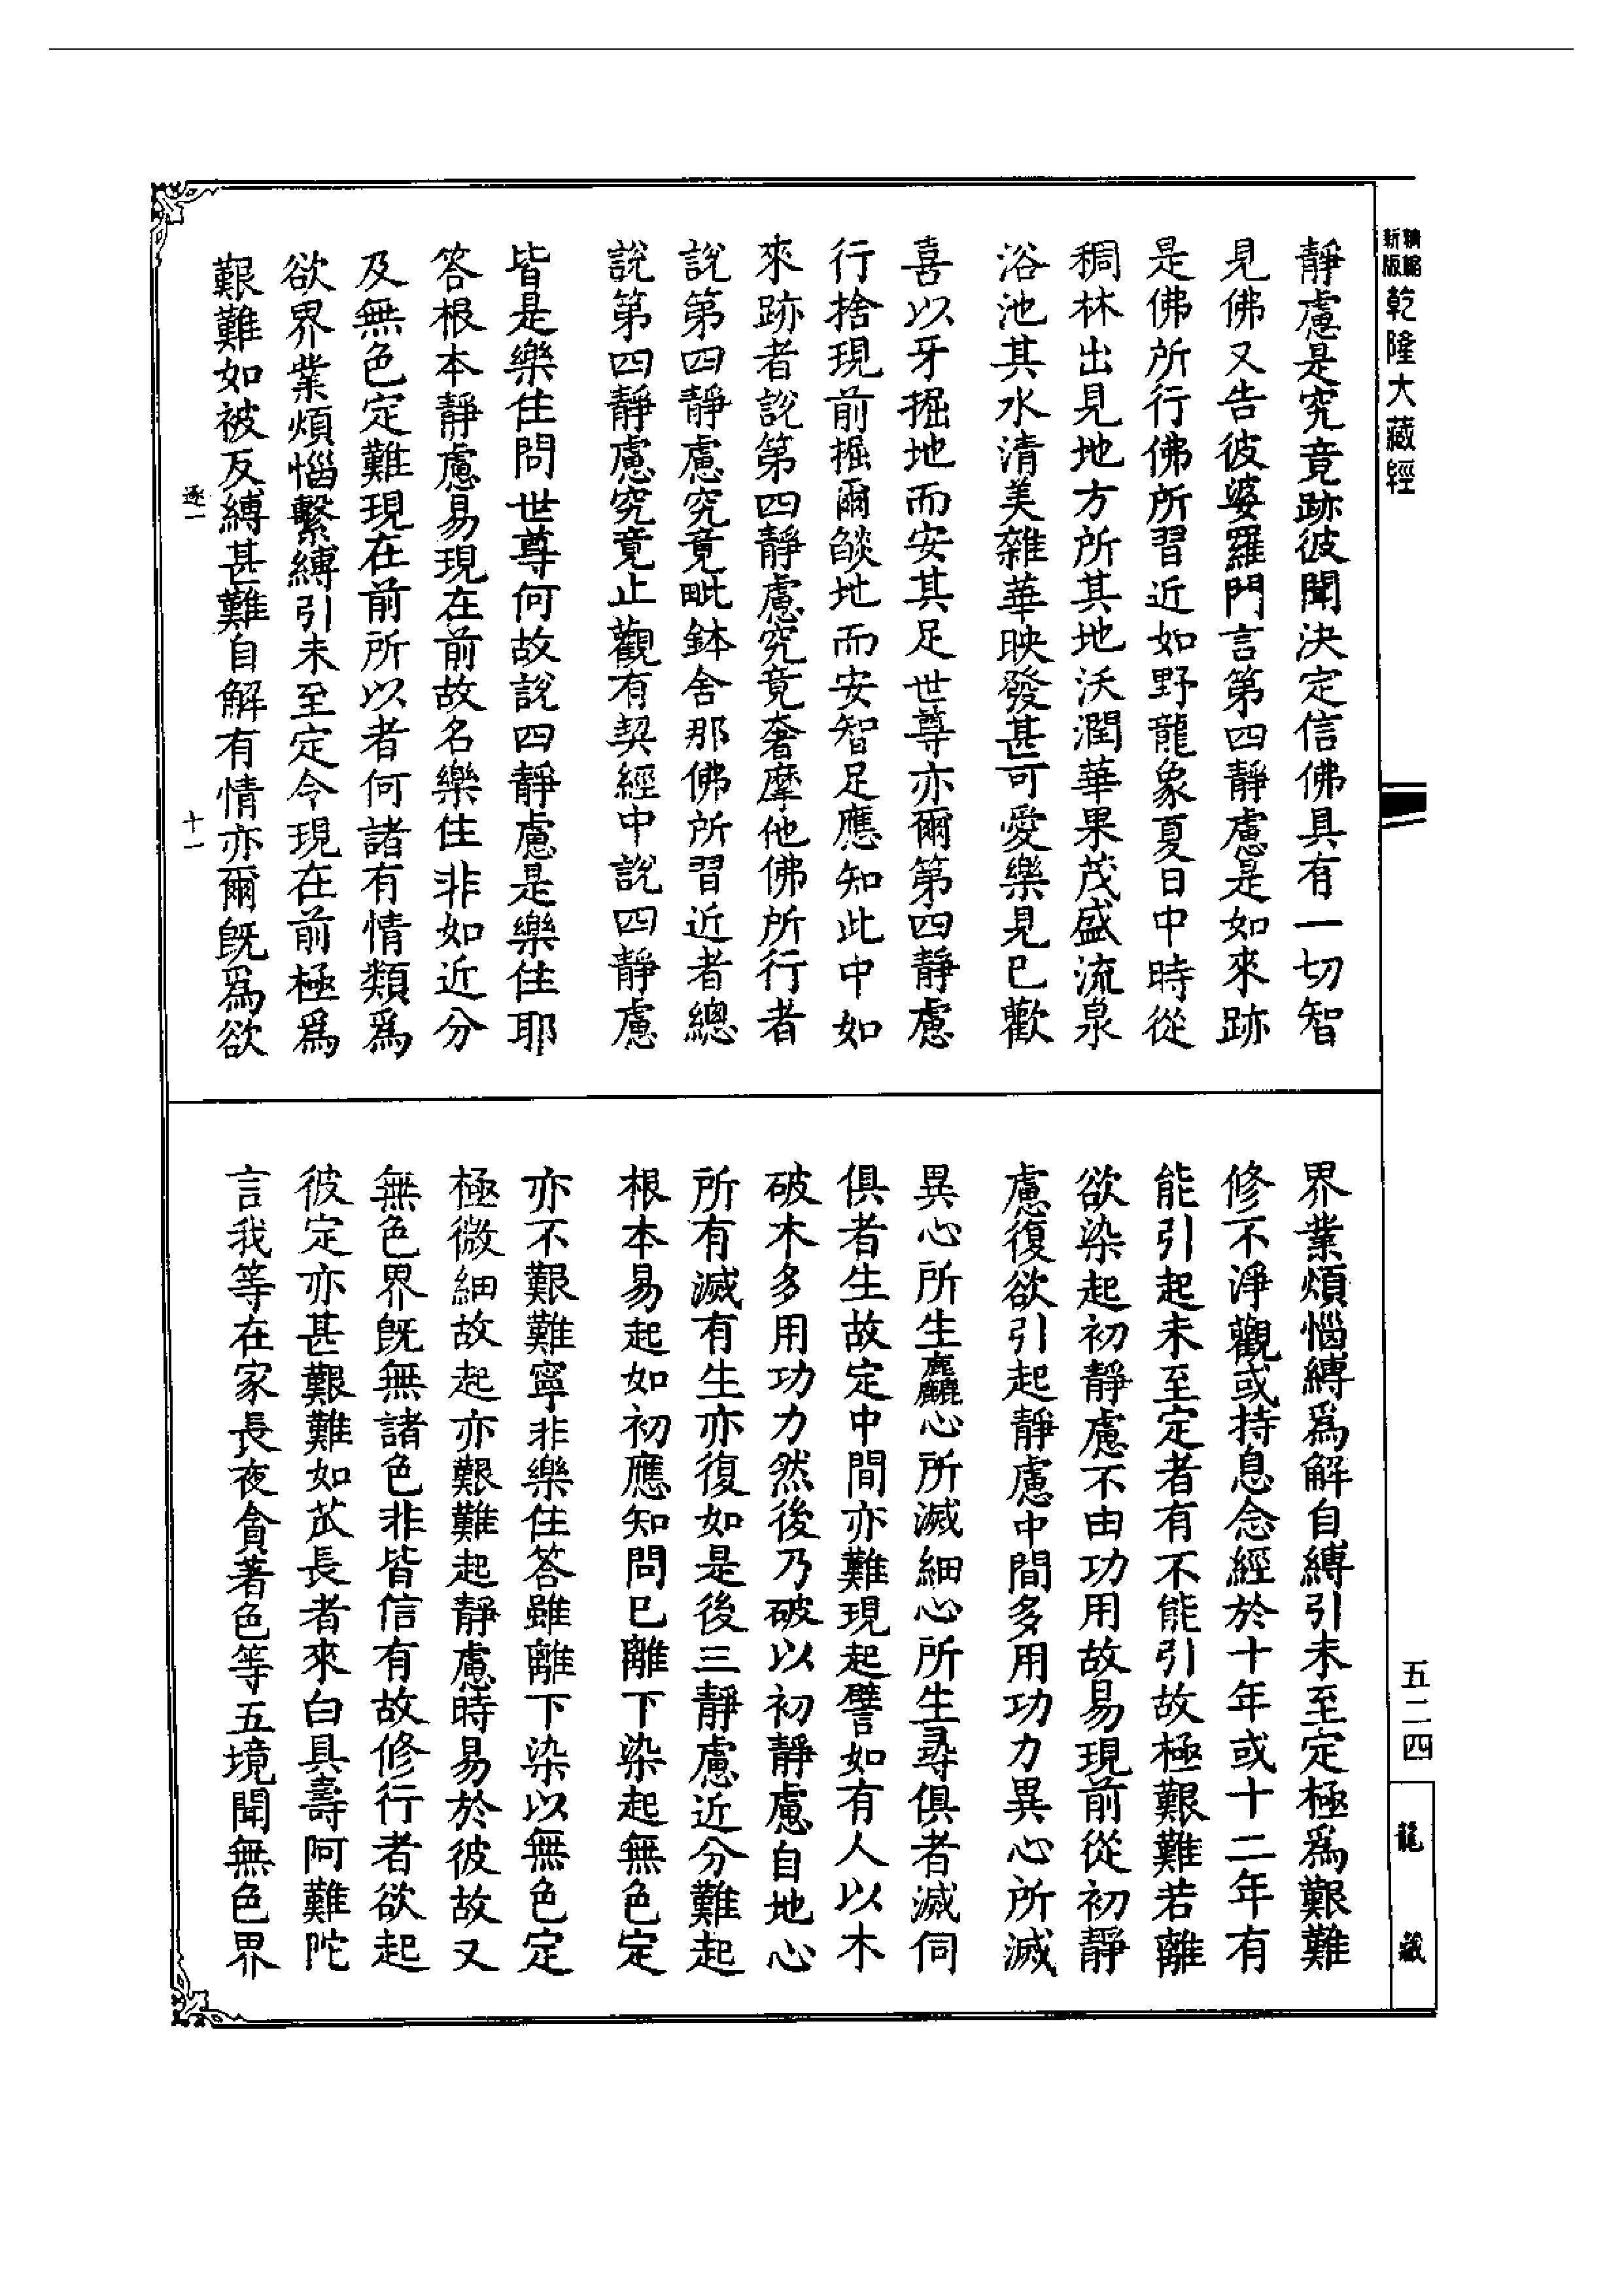 精縮新版乾隆大藏經
靜慮是究竟跡彼聞決定信佛具有一切智
見佛又告彼婆羅門言第四靜慮是如來跡
是佛所行佛所習近如野龍象夏日中時從
稠林出見地方所其地沃潤華果茂盛流泉
浴池其水清美雜華映發甚可愛樂見已歡
喜以牙掘地而安其足世尊亦爾第四靜慮
行捨現前掘爾燄地而安智足應知此中如
來跡者說第四靜慮究竟奢摩他佛所行者
說第四靜慮究竟毗鉢舍那佛所習近者總
說第四靜慮究竟止觀有契經中說四靜慮
皆是樂住問世尊何故說四靜慮是樂住耶
答根本靜慮易現在前故名樂住非如近分
及無色定難現在前所以者何諸有情類為
欲界業煩惱繫縛引未至定令現在前極為
艱難如被反縛甚難自解有情亦爾旣為欲
逐一
十一
界業煩惱縛為解自縛引未至定極為艱難
修不淨觀或持息念經於十年或十二年有
能引起未至定者有不能引故極艱難若離
欲染起初靜慮不由功用故易現前從初靜
慮復欲引起靜慮中間多用功力異心所滅
異心所生麤心所滅細心所生尋俱者滅伺
俱者生故定中間亦難現起譬如有人以木
破木多用功力然後乃破以初靜慮自地心
所有滅有生亦復如是後三靜慮近分難起
根本易起如初應知問已離下染起無色定
亦不艱難寧非樂住答雖離下染以無色定
極微細故起亦艱難起靜慮時易於彼故又
無色界旣無諸色非皆信有故修行者欲起
彼定亦甚艱難如苾長者來白具壽阿難陀
言我等在家長夜貪著色等五境聞無色界
五二四
龍藏